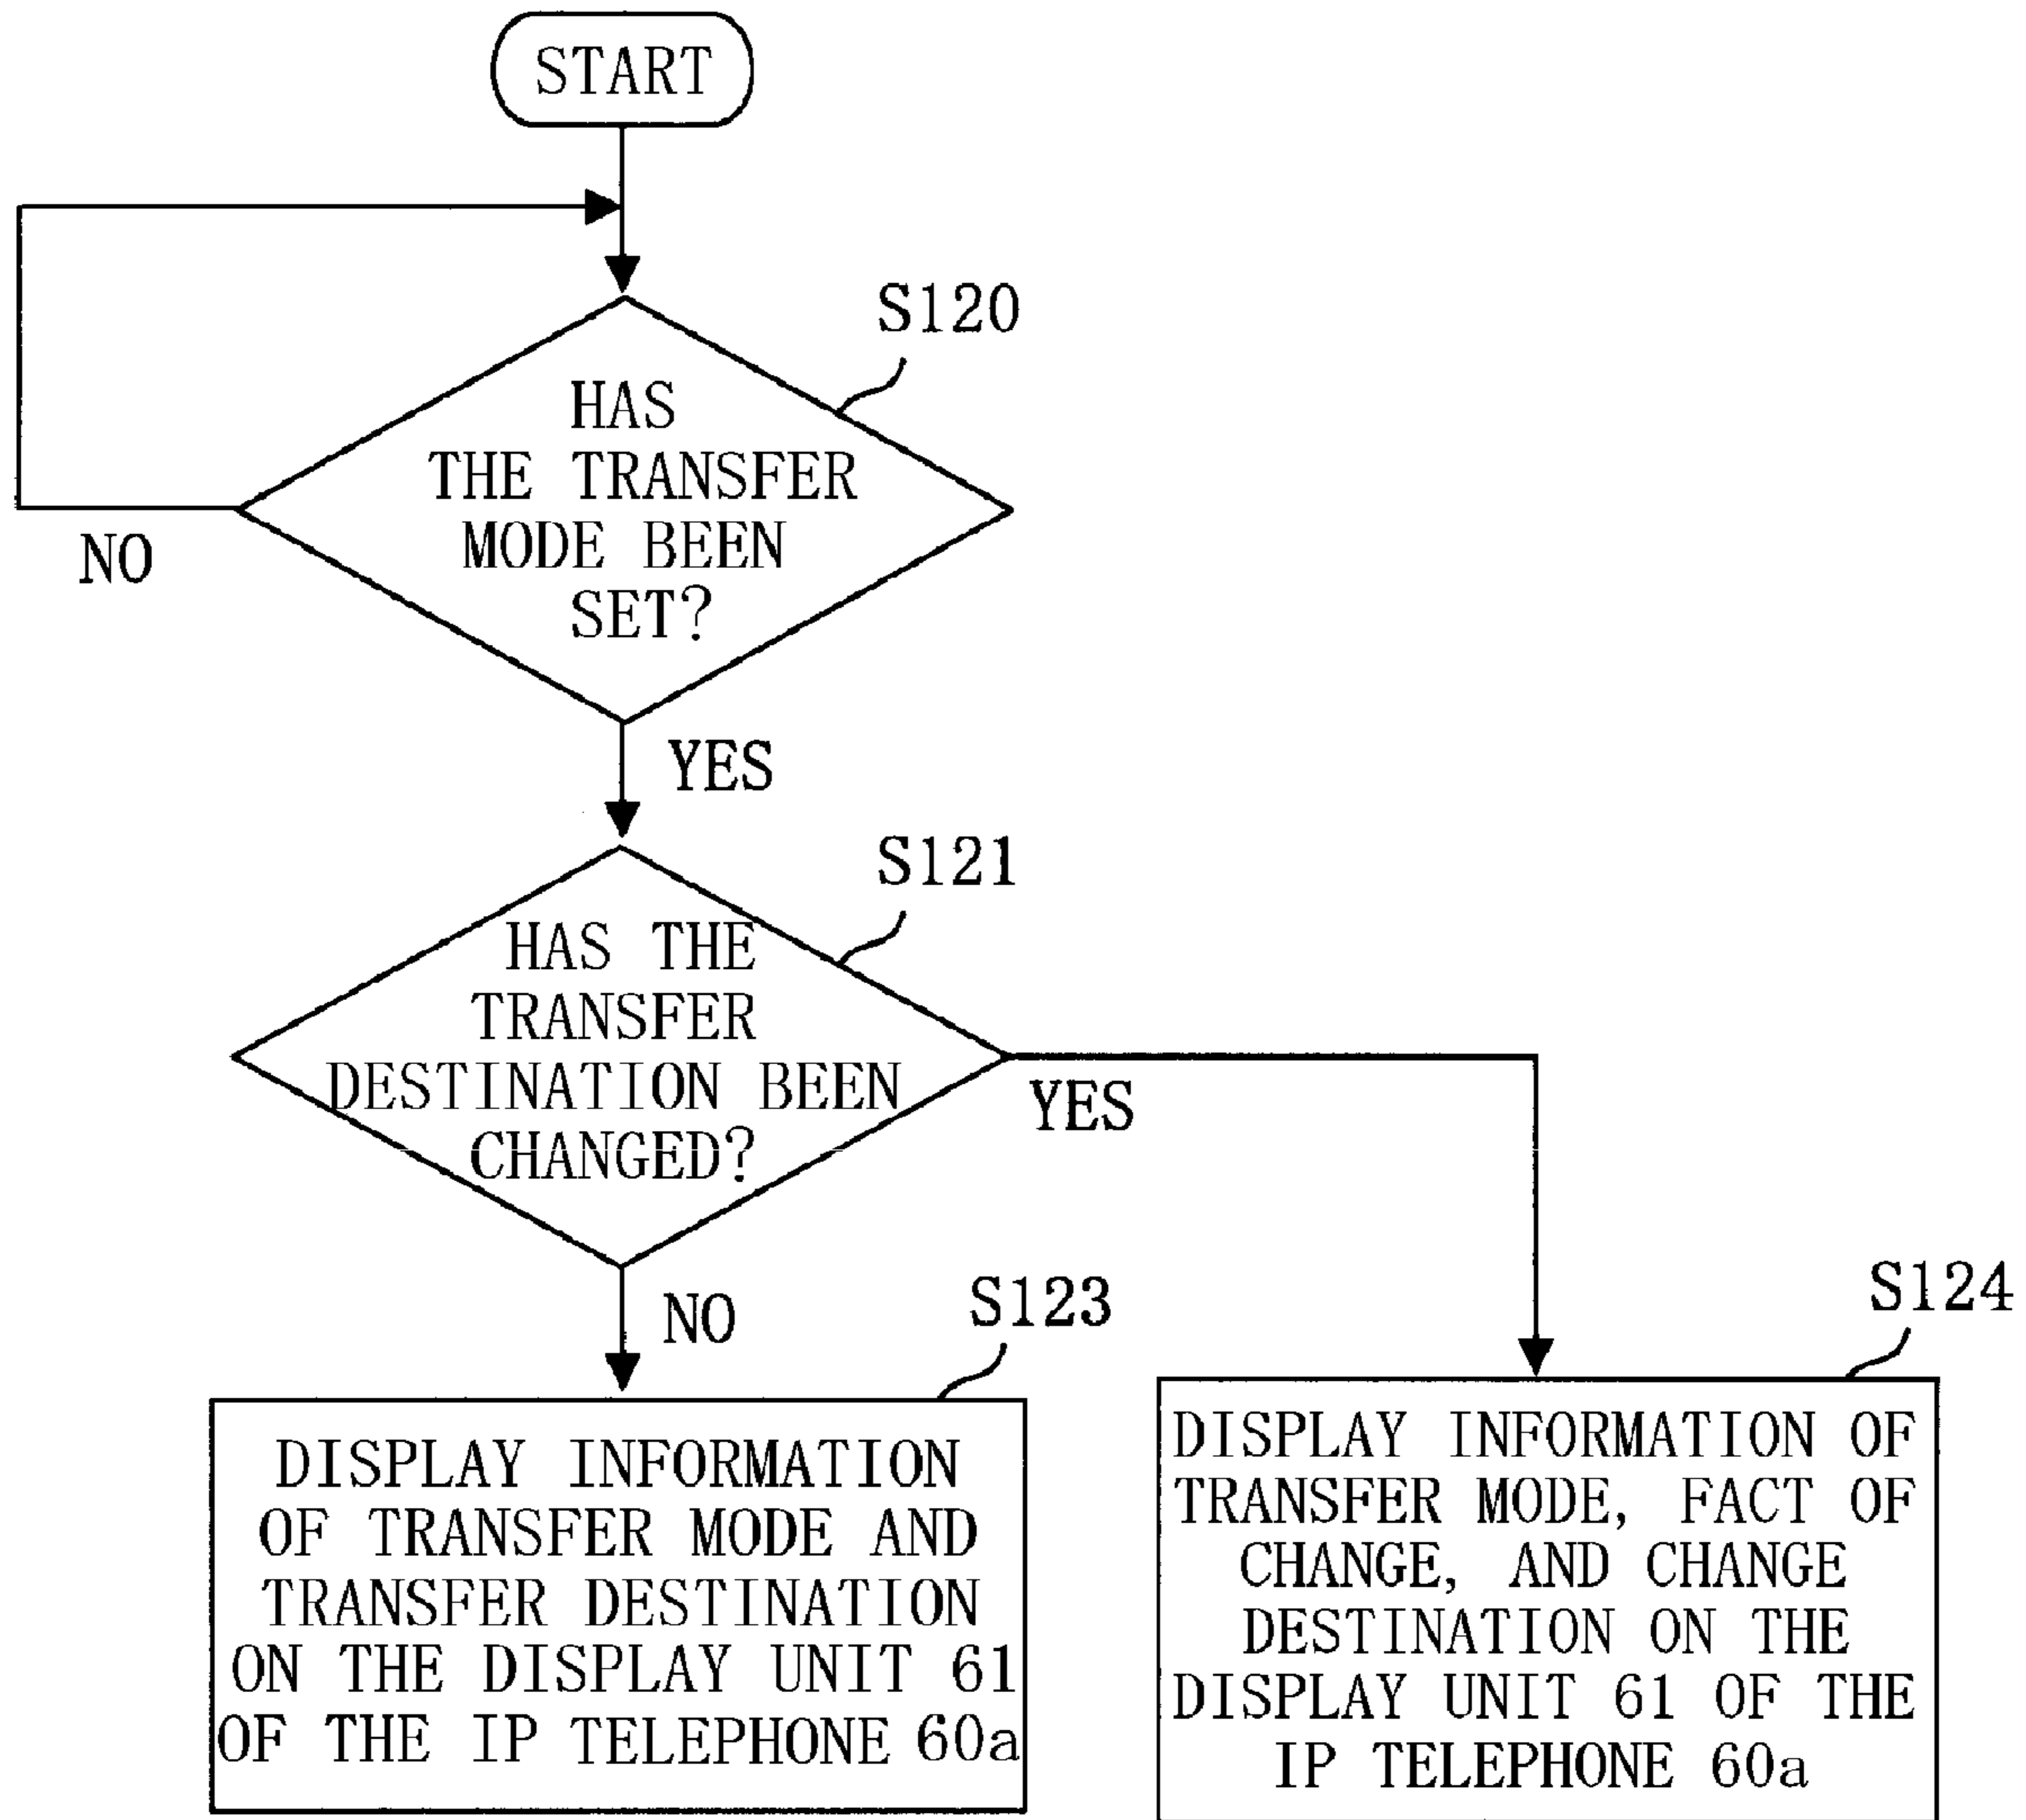 START
S120
HAS
THE TRANSFER
MODE BEEN
SET?
NO
YES
S121
HAS THE
TRANSFER
DESTINATION BEEN
CHANGED?
YES
NO
S123
DISPLAY INFORMATION
OF TRANSFER MODE AND
TRANSFER DESTINATION
ON THE DISPLAY UNIT 61
OF THE IP TELEPHONE 60a
S124
DISPLAY INFORMATION OF
TRANSFER MODE, FACT OF
CHANGE, AND CHANGE
DESTINATION ON THE
DISPLAY UNIT 61 OF THE
IP TELEPHONE 60a